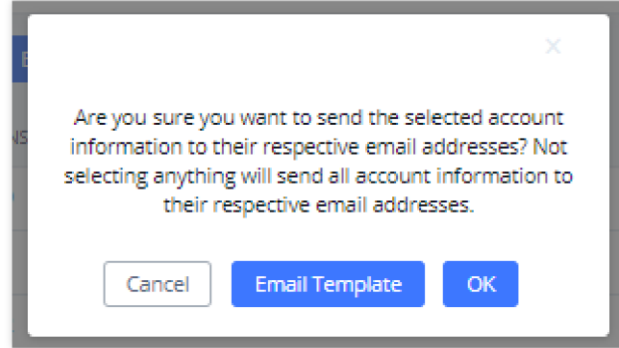 Are you sure you want to send the selected account
information to their respective email addresses? Not
selecting anything will send all account information to
their respective email addresses.
Cancel Email Template OK